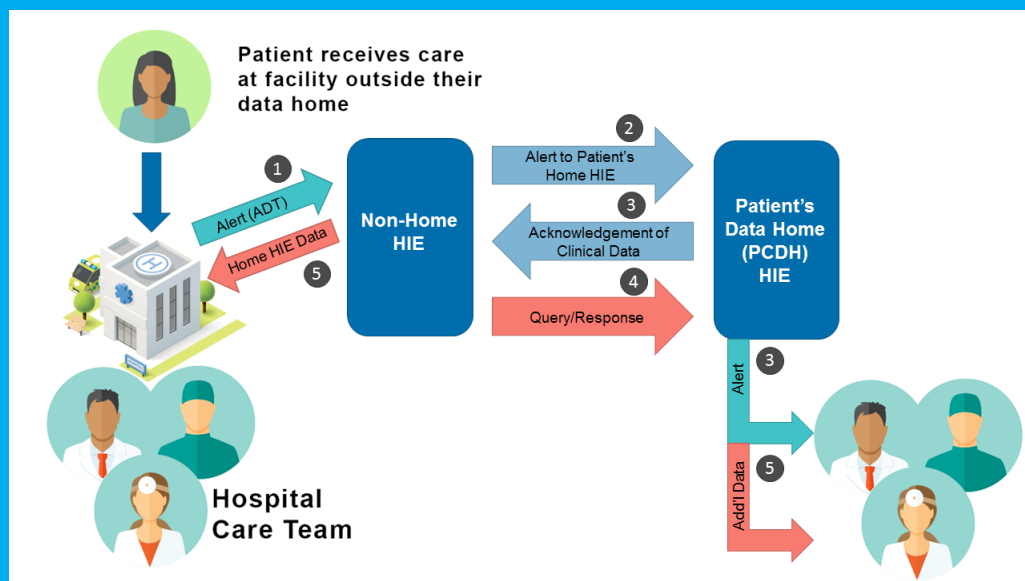 Patient receives care
at facility outside their
data home
1
Alert (ADT)
Home HIE Data
5
Non-Home
HIE
2
Alert to Patient's
Home HIE
3
Acknowledgement of
Clinical Data
4
Query/Response
Patient's
Data Home
(PCDH)
HIE
H
3
Alert
5
Add'l Data
Hospital
Care Team